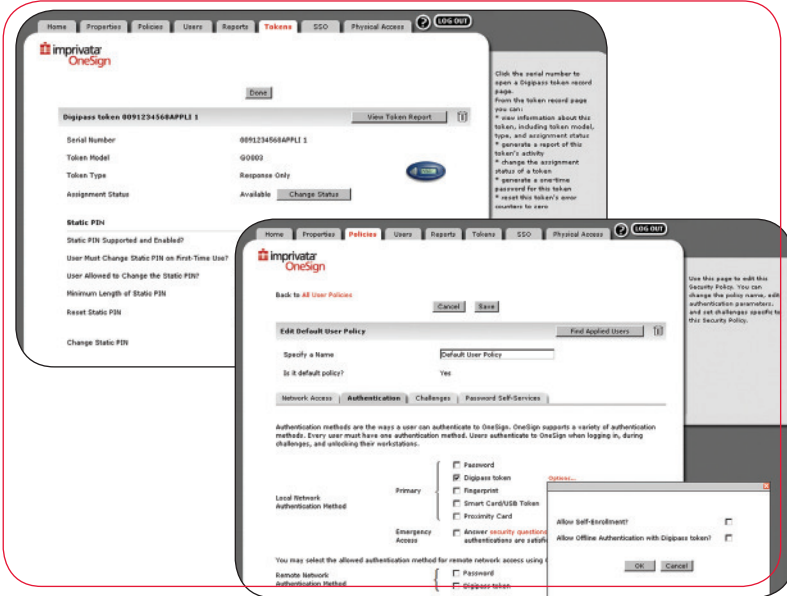 Home Properties Policies Users Reports Tokens SSO Physical Access ? LOG OUT
imprivata
OneSign
Done
Digipass token 0091234568APPLI 1 View Token Report
Serial Number 0091234568APPLI 1
Token Model GO003
Token Type Response Only
Assignment Status Available Change Status
Static PIN
Static PIN Supported and Enabled?
User Must Change Static PIN on First-Time Use?
User Allowed to Change the Static PIN?
Minimum Length of Static PIN
Reset Static PIN
Change Static PIN
Click the serial number to
open a Digipass token record
page.
From the token record page
you can:
* view information about this
token, including token model,
type, and assignment status
* generate a report of this
token's activity
* change the assignment
status of a token
* generate a one-time
password for this token
* reset this token's error
counters to zero
Home Properties Policies Users Reports Tokens SSO Physical Access ? LOG OUT
imprivata
OneSign
Back to All User Policies
Cancel Save
Edit Default User Policy Find Applied Users
Specify a Name Default User Policy
Is it default policy? Yes
Network Access Authentication Challenges Password Self-Services
Authentication methods are the ways a user can authenticate to OneSign. OneSign supports a variety of authentication
methods. Every user must have one authentication method. Users authenticate to OneSign when logging in, during
challenges, and unlocking their workstations.
Local Network
Authentication Method
Primary
Password
Digipass token Options...
Fingerprint
Smart Card/USB Token
Proximity Card
Emergency
Access
Answer security questions
authentications are satisfi
You may select the allowed authentication method for remote network access using
Remote Network
Authentication Method
Password
Digipass token
Use this page to edit this
Security Policy. You can
change the policy name, edit
authentication parameters,
and set challenges specific to
this Security Policy.
Allow Self-Enrollment?
Allow Offline Authentication with Digipass token?
OK Cancel